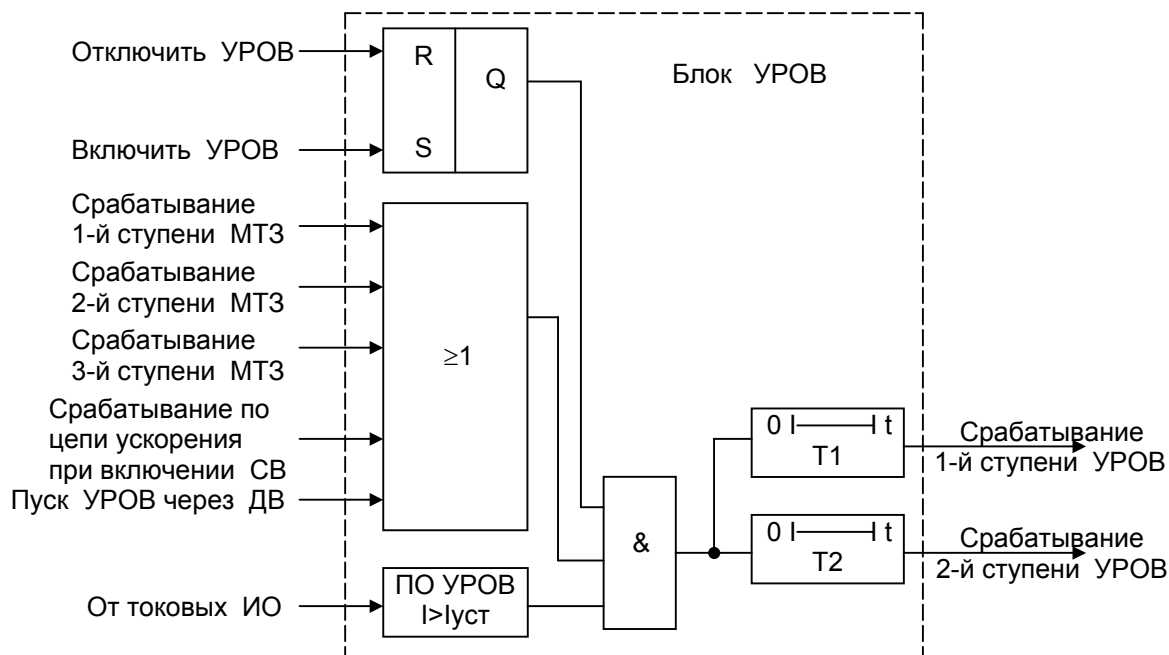 Отключить УРОВ
R
Q
Блок УРОВ
Включить УРОВ
S
Срабатывание
1-й ступени МТЗ
Срабатывание
2-й ступени МТЗ
Срабатывание
3-й ступени МТЗ
≥1
Срабатывание по
цепи ускорения
при включении СВ
Пуск УРОВ через ДВ
0 t
T1
Срабатывание
1-й ступени УРОВ
&
0 t
T2
Срабатывание
2-й ступени УРОВ
От токовых ИО
ПО УРОВ
I>Iуст